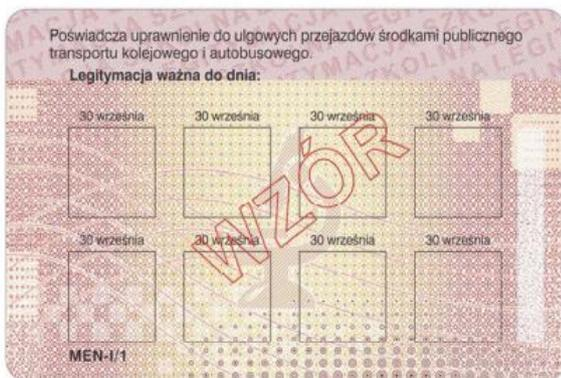 Poświadcza uprawnienie do ulgowych przejazdów środkami publicznego
transportu kolejowego i autobusowego.
Legitymacja ważna do dnia:
30 września 30 września 30 września 30 września
WZÓR
30 września 30 września 30 września 30 września
MEN-I/1